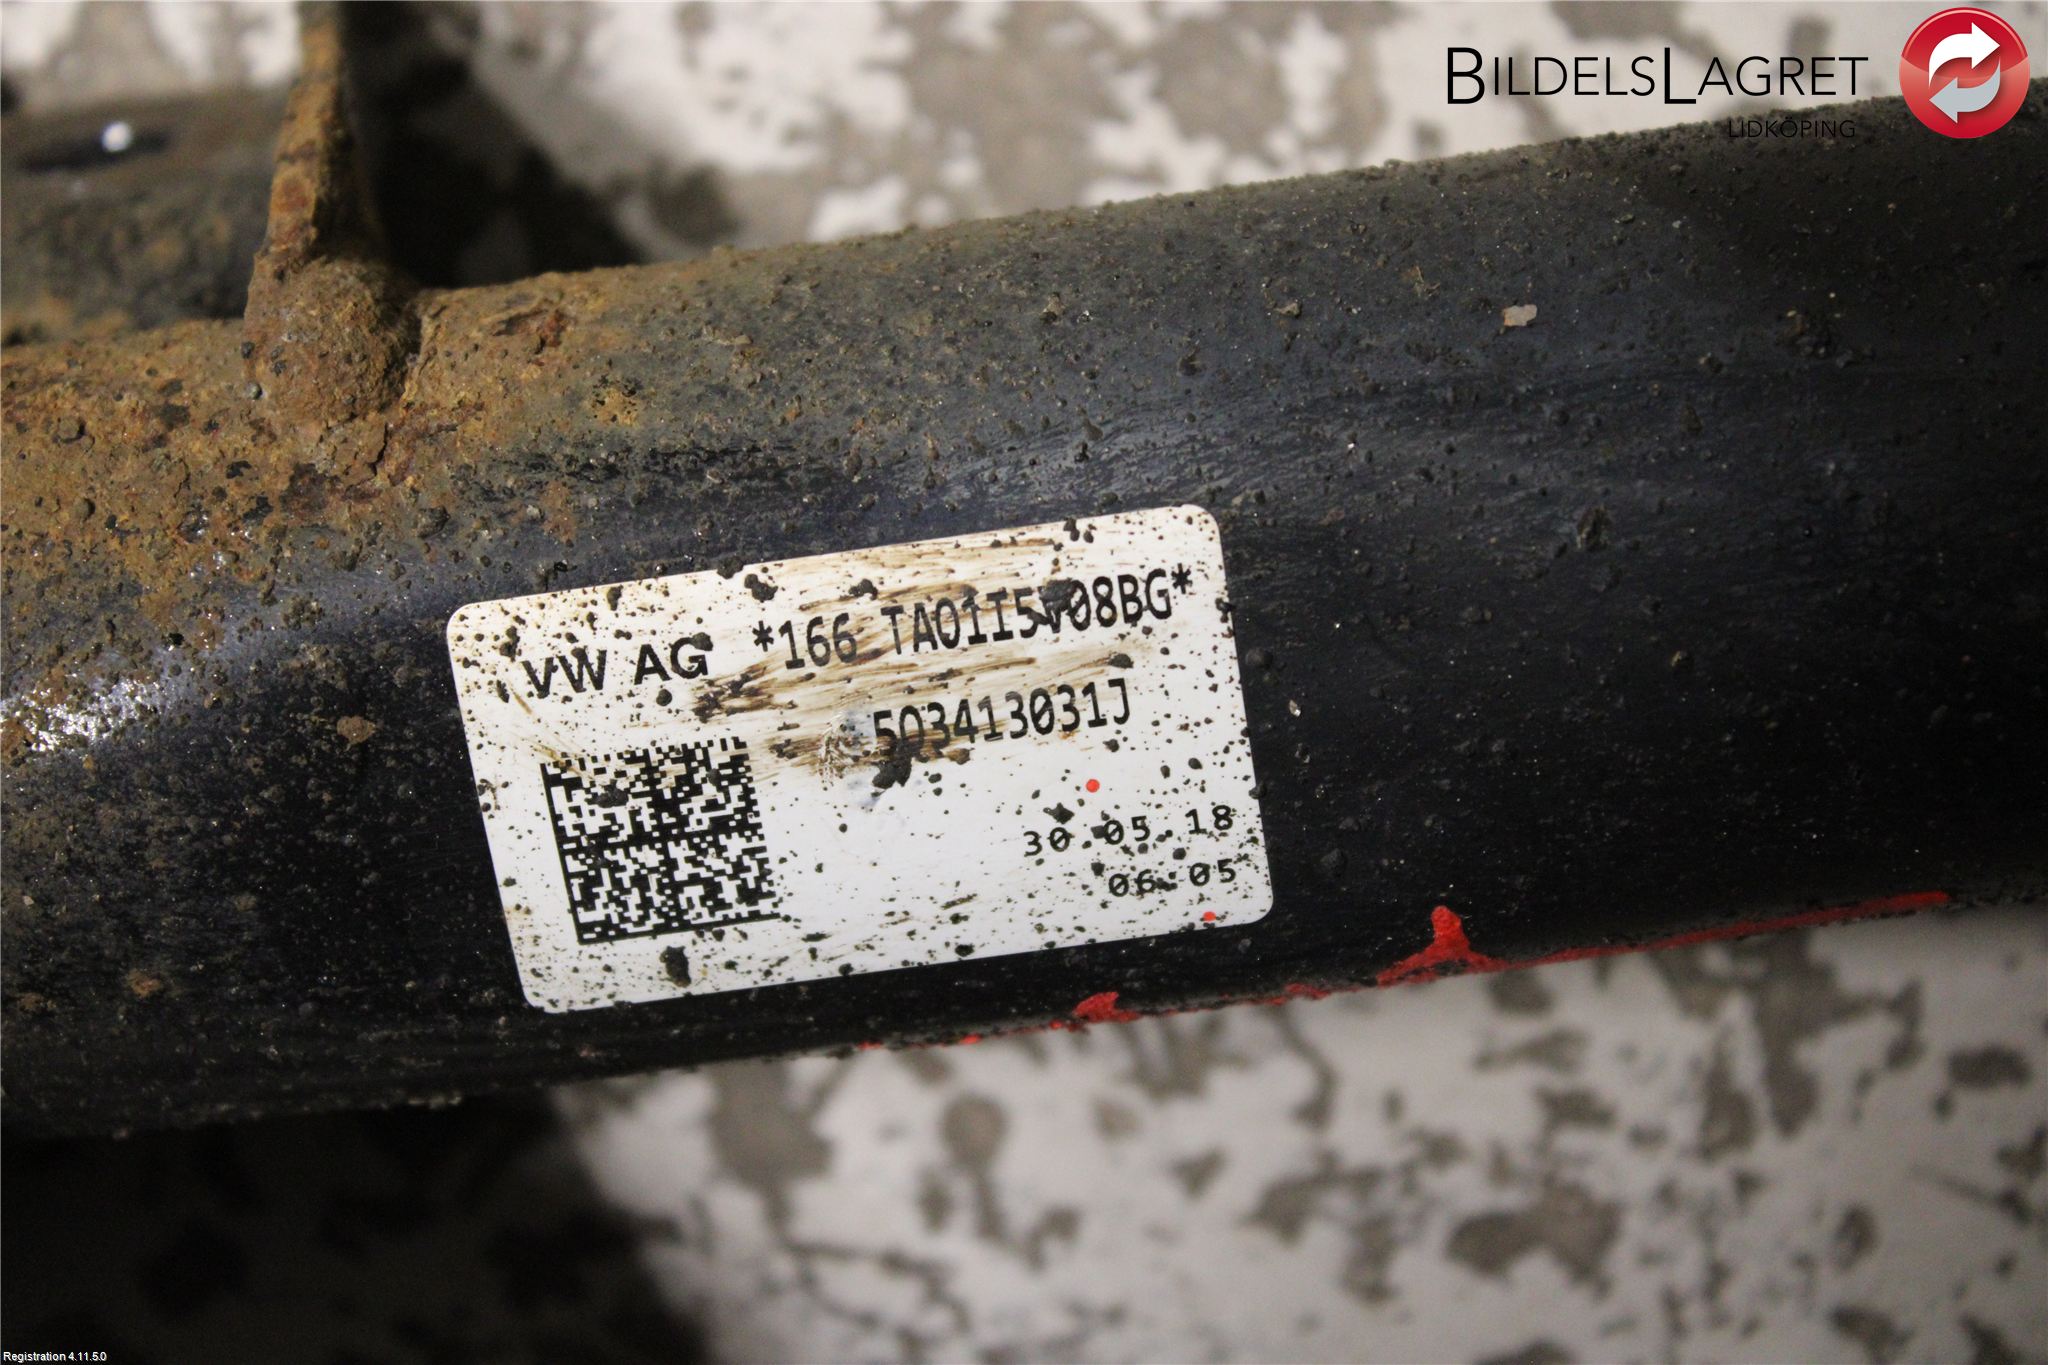 BILDELSLAGRET
LIDKÖPING
VW AG *166 TA01I5V08BG*
5Q3413031J
30.05.18
06:05
Registration 4.11.5.0